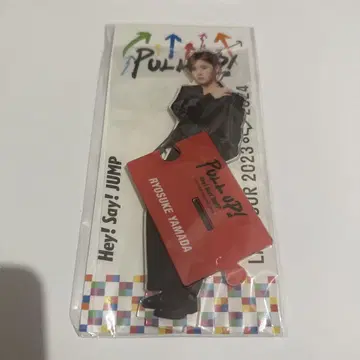 PULL UP!
Hey! Say! JUMP
TOUR 2023 2024
PULL UP!
RYOSUKE YAMADA